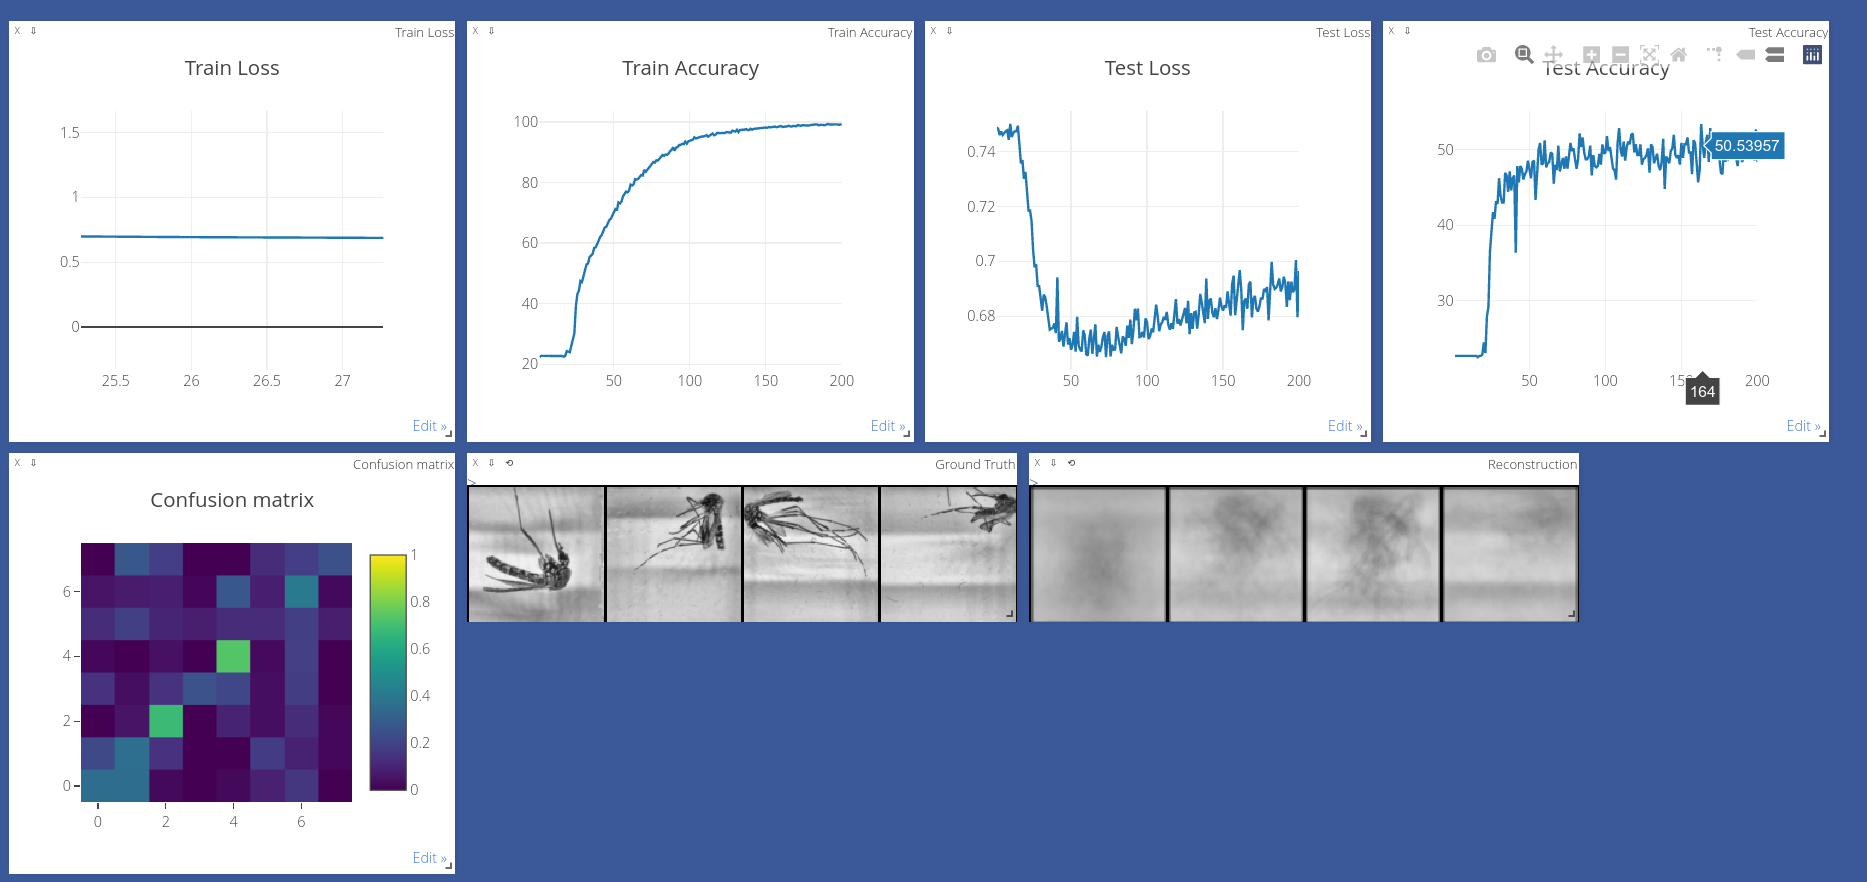 X ⇩ Train Loss
Train Loss
1.5
1
0.5
0
25.5 26 26.5 27
Edit »
X ⇩ Train Accuracy
Train Accuracy
100
80
60
40
20
50 100 150 200
Edit »
X ⇩ Test Loss
Test Loss
0.74
0.72
0.7
0.68
50 100 150 200
Edit »
X ⇩ Test Accuracy
Test Accuracy
50.53957
50
40
30
50 100 150 200
164
Edit »
X ⇩ Confusion matrix
Confusion matrix
6
4
2
0
0 2 4 6
1
0.8
0.6
0.4
0.2
0
Edit »
X ⇩ ⟲ Ground Truth
>
X ⇩ ⟲ Reconstruction
>